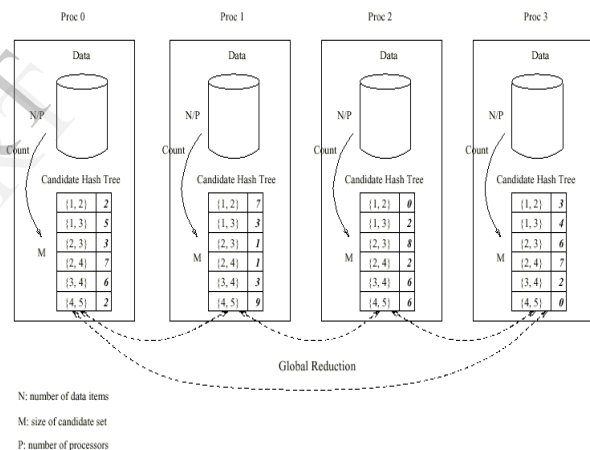 Proc 0 Proc 1 Proc 2 Proc 3
Data Data Data Data
N/P N/P N/P N/P
Count Count Count Count
Candidate Hash Tree Candidate Hash Tree Candidate Hash Tree Candidate Hash Tree
{1, 2} 2 {1, 2} 7 {1, 2} 0 {1, 2} 3
{1, 3} 5 {1, 3} 3 {1, 3} 2 {1, 3} 4
{2, 3} 3 {2, 3} 1 {2, 3} 8 {2, 3} 6
M M M M
{2, 4} 7 {2, 4} 1 {2, 4} 2 {2, 4} 7
{3, 4} 6 {3, 4} 3 {3, 4} 6 {3, 4} 2
{4, 5} 2 {4, 5} 9 {4, 5} 6 {4, 5} 0
Global Reduction
N: number of data items
M: size of candidate set
P: number of processors